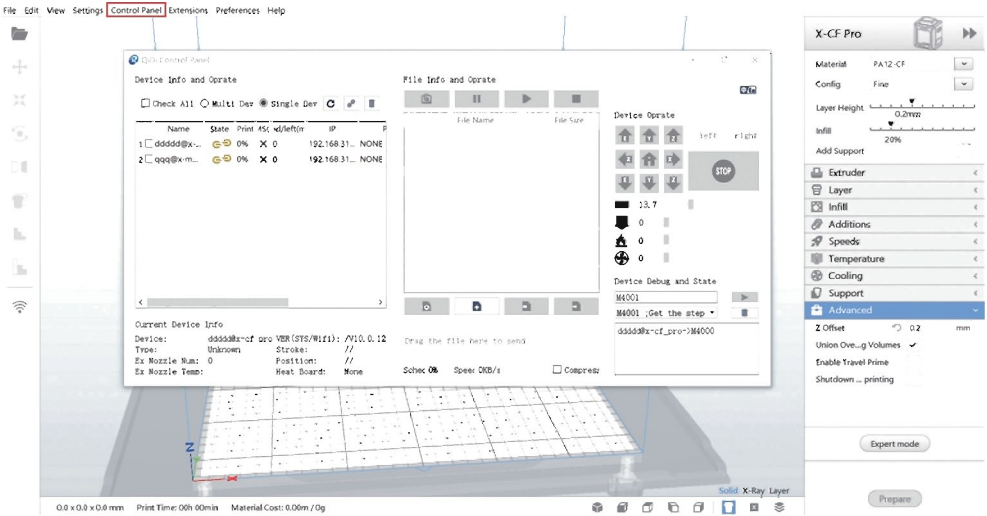 File Edit View Settings Control Panel Extensions Preferences Help
X-CF Pro
Material PA12-CF
Config Fine
Layer Height
0.2mm
Infill
20%
Add Support
Extruder
Layer
Infill
Additions
Speeds
Temperature
Cooling
Support
Advanced
Z Offset 0.2 mm
Union Ove...g Volumes
Enable Travel Prime
Shutdown ... printing
Expert mode
Prepare
QIDI Control Panel
Device Info and Oprate
Check All Multi Dev Single Dev
Name State Print IP
1 ddddd@x-... 0% X 0 192.168.31... NONE
2 qqq@x-m... 0% X 0 192.168.31... NONE
Current Device Info
Device: ddddd@x-cf pro VER(SYS/Wifi): /V10.0.12
Type: Unknown Stroke: //
Ex Nozzle Num: 0 Position: //
Ex Nozzle Temp: Heat Board: None
File Info and Oprate
File Name File Size
Drag the file here to send
0% 0KB/s Compress
Device Oprate
left right
X Y Z
X Z
X Y Z
STOP
13.7
0
0
0
Device Debug and State
M4001
M4001 ;Get the step
ddddd@x-cf_pro->M4000
Z
Solid X-Ray Layer
0.0 x 0.0 x 0.0 mm Print Time: 00h 00min Material Cost: 0.00m / 0g